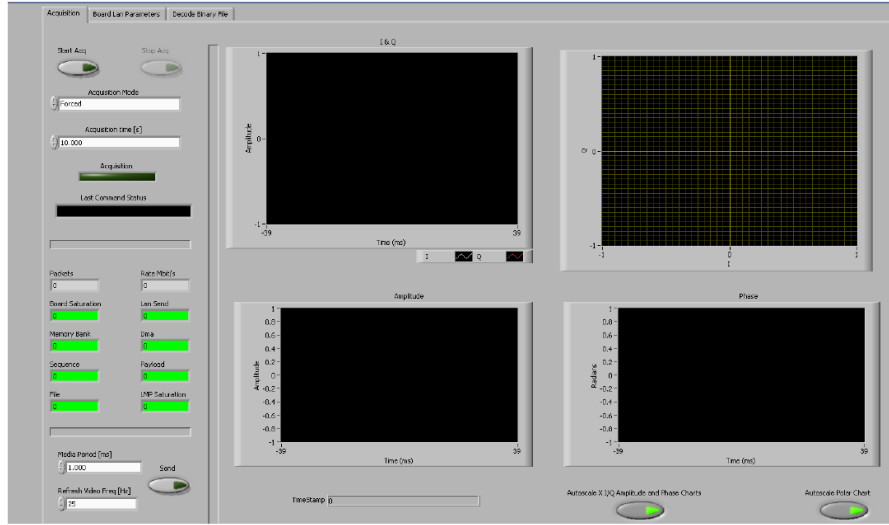 Acquisition Board Lan Parameters Decode Binary File
Start Acq Stop Acq
Acquisition Mode
Forced
Acquisition time [s]
10.000
Acquisition
Last Command Status
Packets Rate Mbit/s
0 0
Board Saturation Lan Send
0 0
Memory Bank Dma
0 0
Sequence Payload
0 0
File LMP Saturation
0 0
Media Period [ms]
1.000
Send
Refresh Video Freq [Hz]
25
I & Q
Amplitude
1
0
-1
-39 39
Time (ms)
I Q
Q
1
0
-1
-1 0 1
I
Amplitude
Amplitude
1
0.8
0.6
0.4
0.2
0
-0.2
-0.4
-0.6
-0.8
-1
-39 39
Time (ms)
Phase
Radians
1
0.8
0.6
0.4
0.2
0
-0.2
-0.4
-0.6
-0.8
-1
-39 39
Time (ms)
TimeStamp 0
Autoscale X I/Q Amplitude and Phase Charts
Autoscale Polar Chart